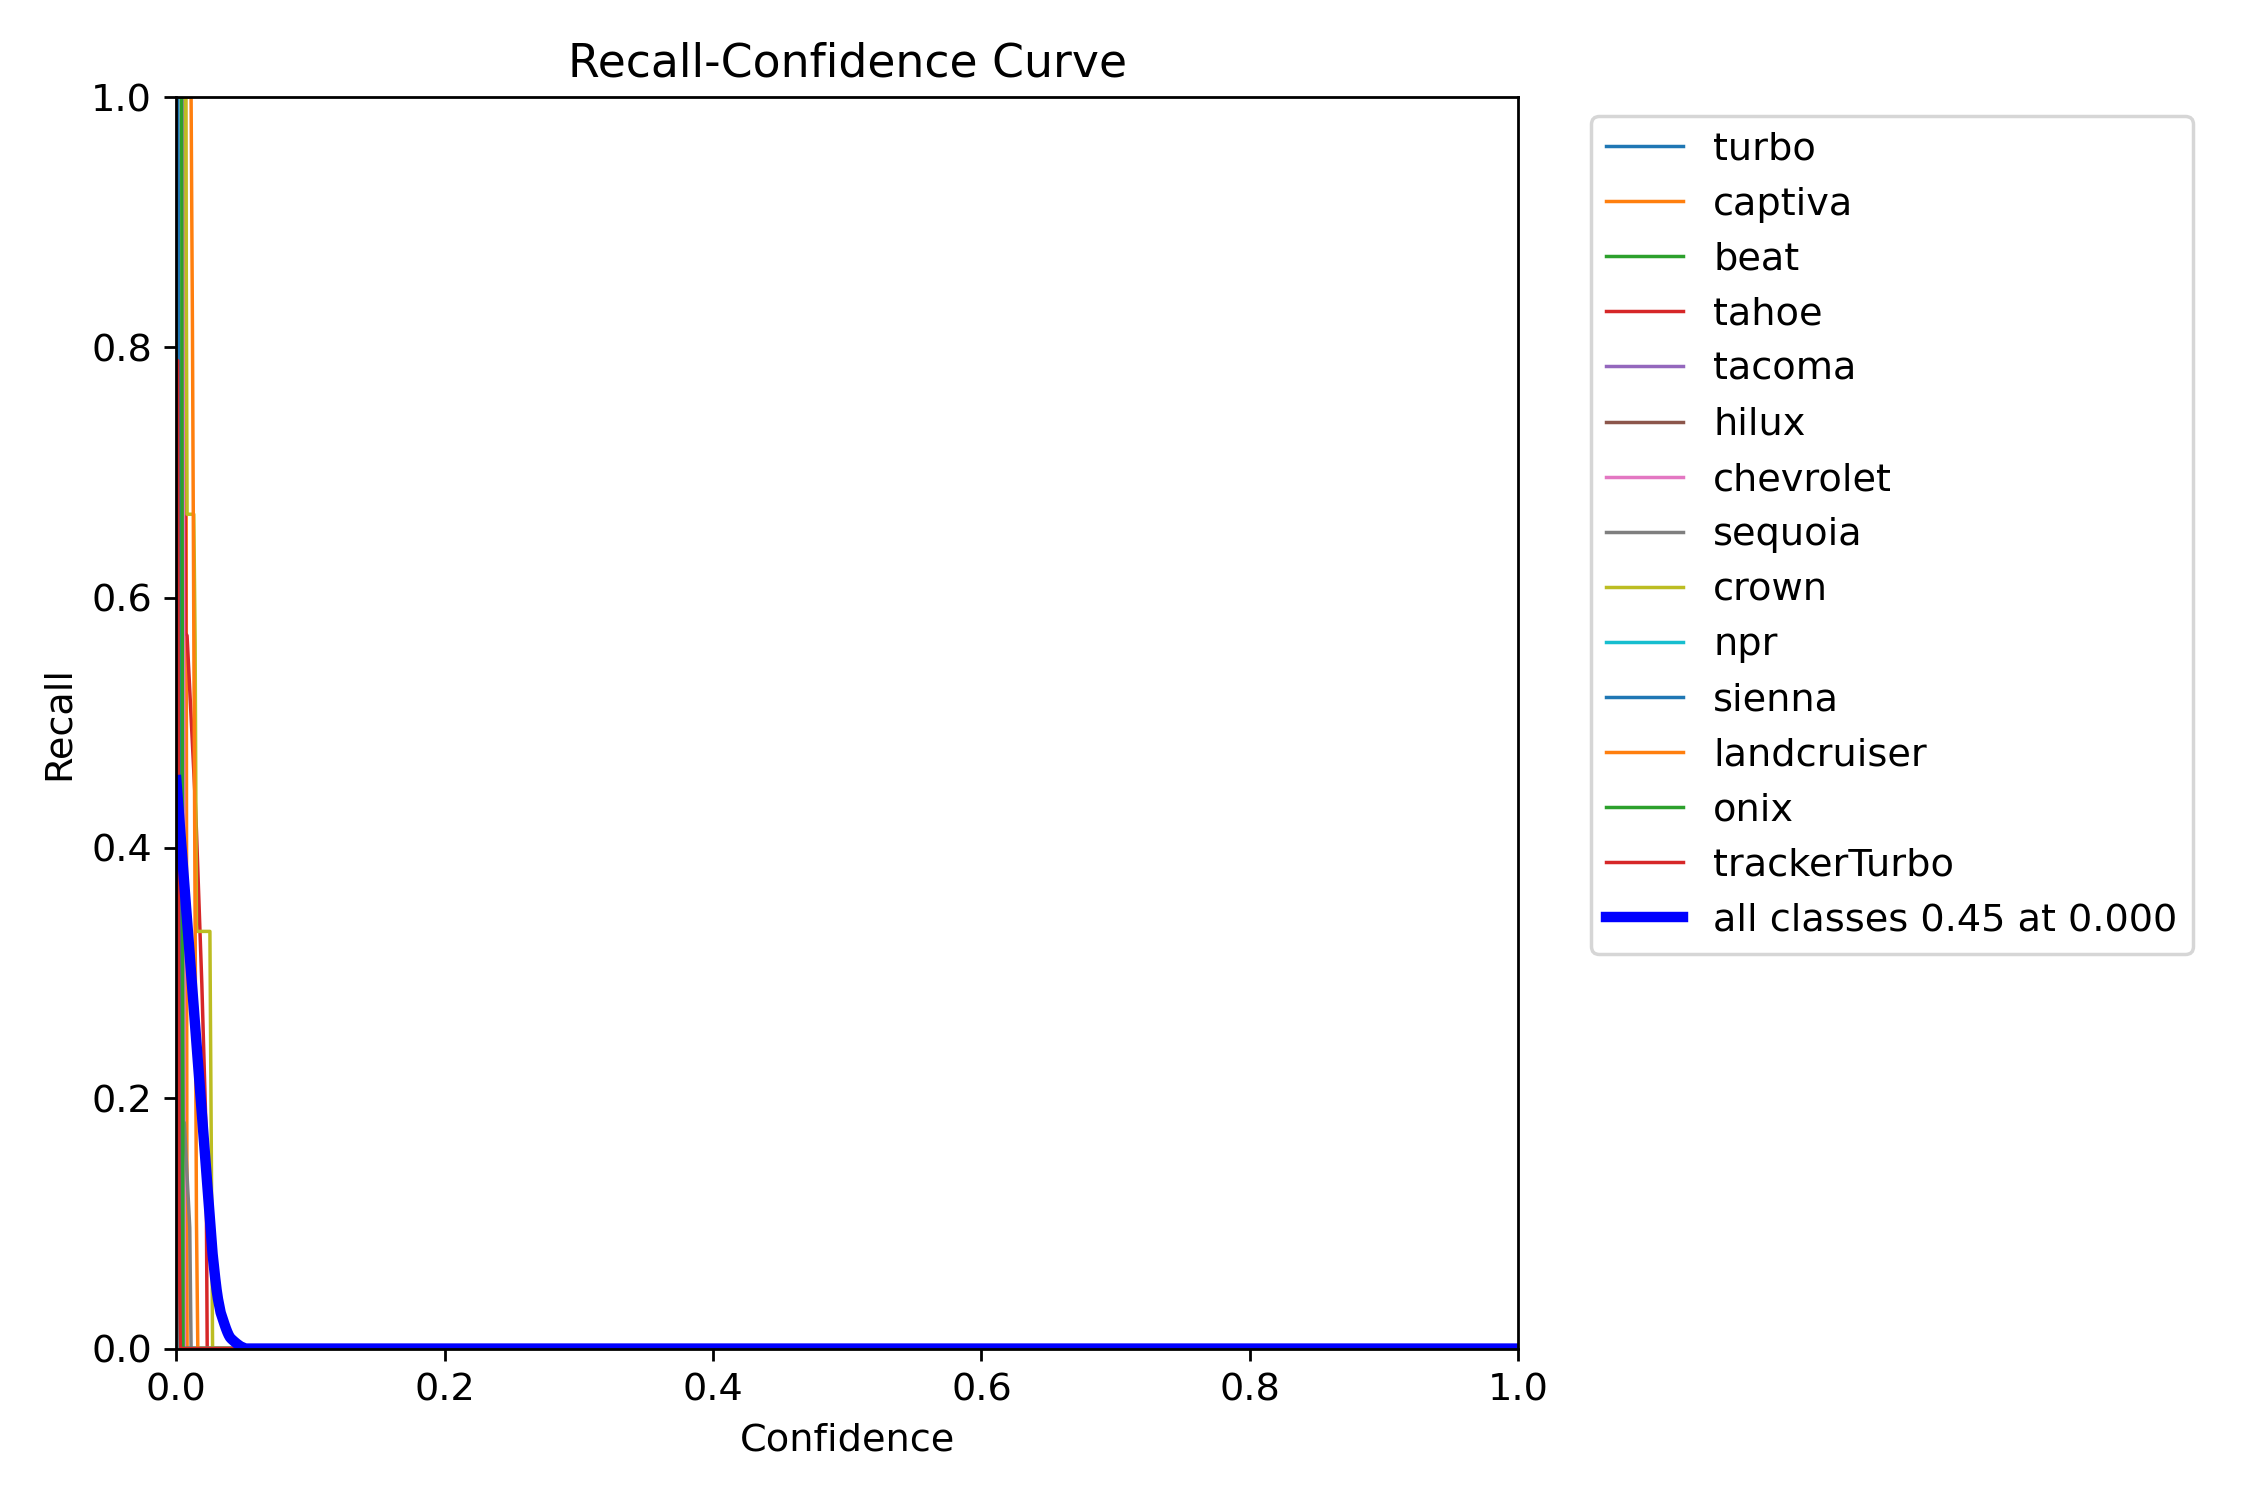 Recall-Confidence Curve
1.0
0.8
0.6
0.4
0.2
0.0
Recall
0.0 0.2 0.4 0.6 0.8 1.0
Confidence
turbo
captiva
beat
tahoe
tacoma
hilux
chevrolet
sequoia
crown
npr
sienna
landcruiser
onix
trackerTurbo
all classes 0.45 at 0.000